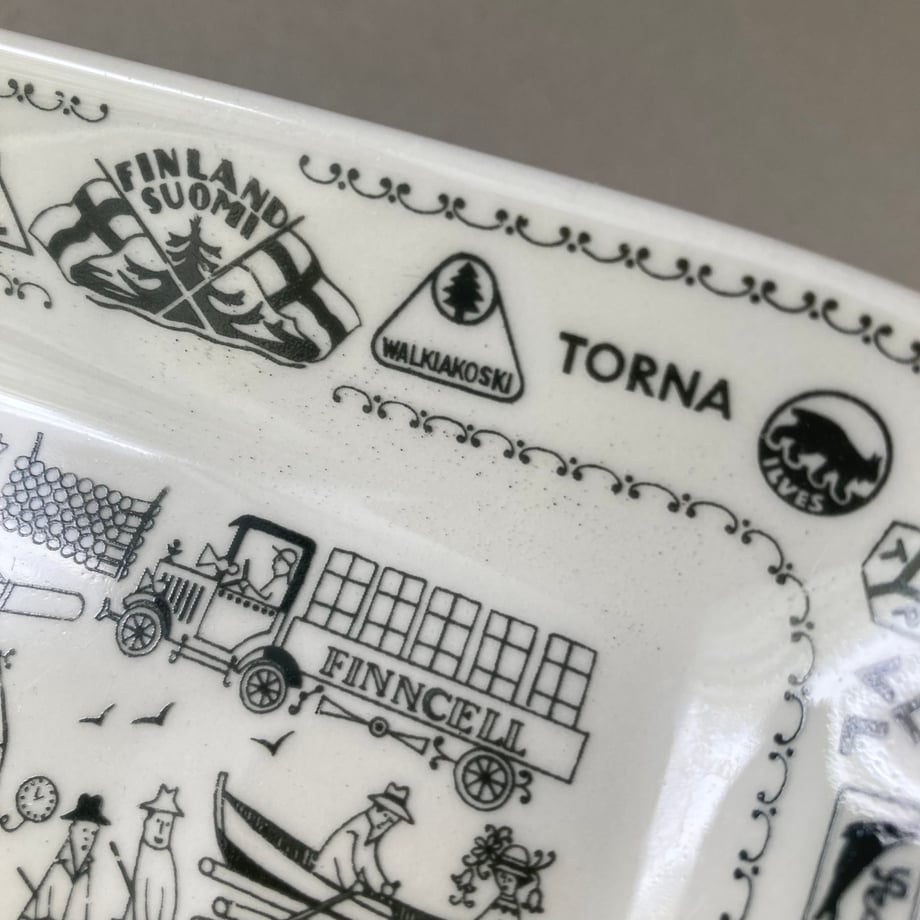 FINLAND
SUOMI
WALKIAKOSKI
TORNA
ILVES
FINNCELL